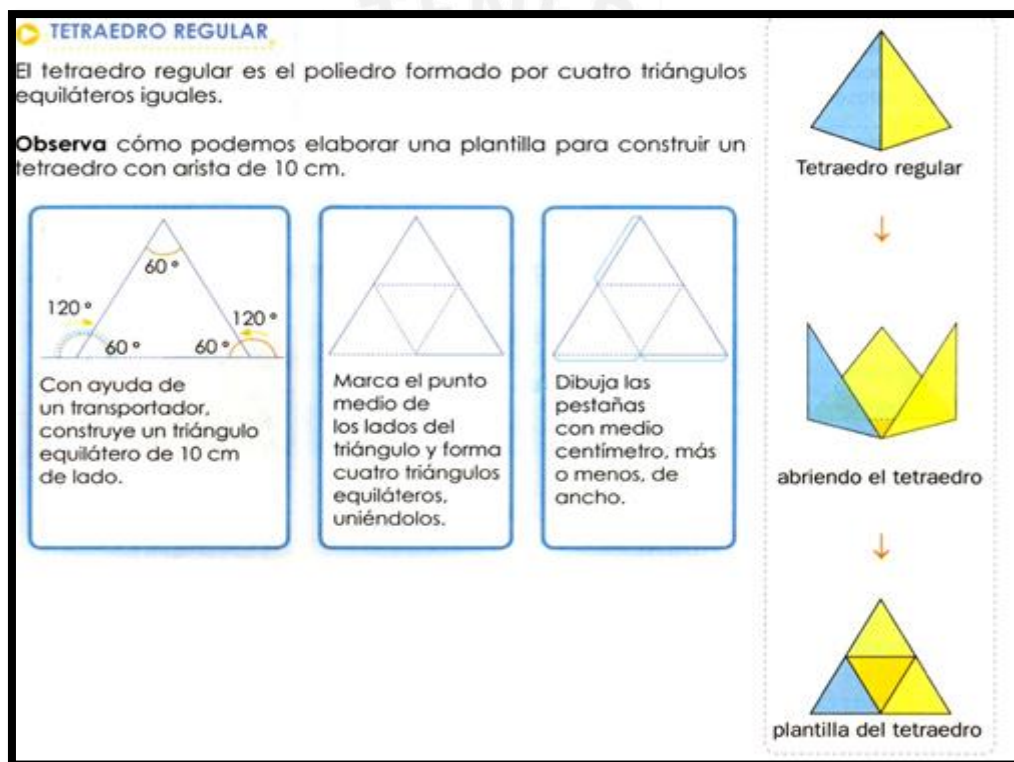 TETRAEDRO REGULAR
El tetraedro regular es el poliedro formado por cuatro triángulos
equiláteros iguales.
Observa cómo podemos elaborar una plantilla para construir un
tetraedro con arista de 10 cm.
60°
120°
120°
60°
60°
Con ayuda de
un transportador,
construye un triángulo
equilátero de 10 cm
de lado.
Marca el punto
medio de
los lados del
triángulo y forma
cuatro triángulos
equiláteros,
uniéndolos.
Dibuja las
pestañas
con medio
centímetro, más
o menos, de
ancho.
Tetraedro regular
↓
abriendo el tetraedro
↓
plantilla del tetraedro